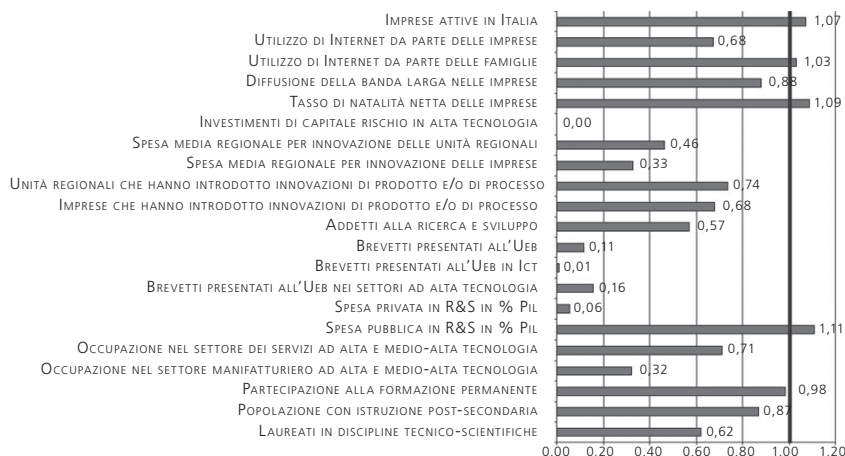 Imprese attive in Italia 1,07
Utilizzo di Internet da parte delle imprese 0,68
Utilizzo di Internet da parte delle famiglie 1,03
Diffusione della banda larga nelle imprese 0,88
Tasso di natalità netta delle imprese 1,09
Investimenti di capitale rischio in alta tecnologia 0,00
Spesa media regionale per innovazione delle unità regionali 0,46
Spesa media regionale per innovazione delle imprese 0,33
Unità regionali che hanno introdotto innovazioni di prodotto e/o di processo 0,74
Imprese che hanno introdotto innovazioni di prodotto e/o di processo 0,68
Addetti alla ricerca e sviluppo 0,57
Brevetti presentati all'Ueb 0,11
Brevetti presentati all'Ueb in Ict 0,01
Brevetti presentati all'Ueb nei settori ad alta tecnologia 0,16
Spesa privata in R&S in % Pil 0,06
Spesa pubblica in R&S in % Pil 1,11
Occupazione nel settore dei servizi ad alta e medio-alta tecnologia 0,71
Occupazione nel settore manifatturiero ad alta e medio-alta tecnologia 0,32
Partecipazione alla formazione permanente 0,98
Popolazione con istruzione post-secondaria 0,87
Laureati in discipline tecnico-scientifiche 0,62
0.00 0.20 0.40 0.60 0.80 1.00 1.20